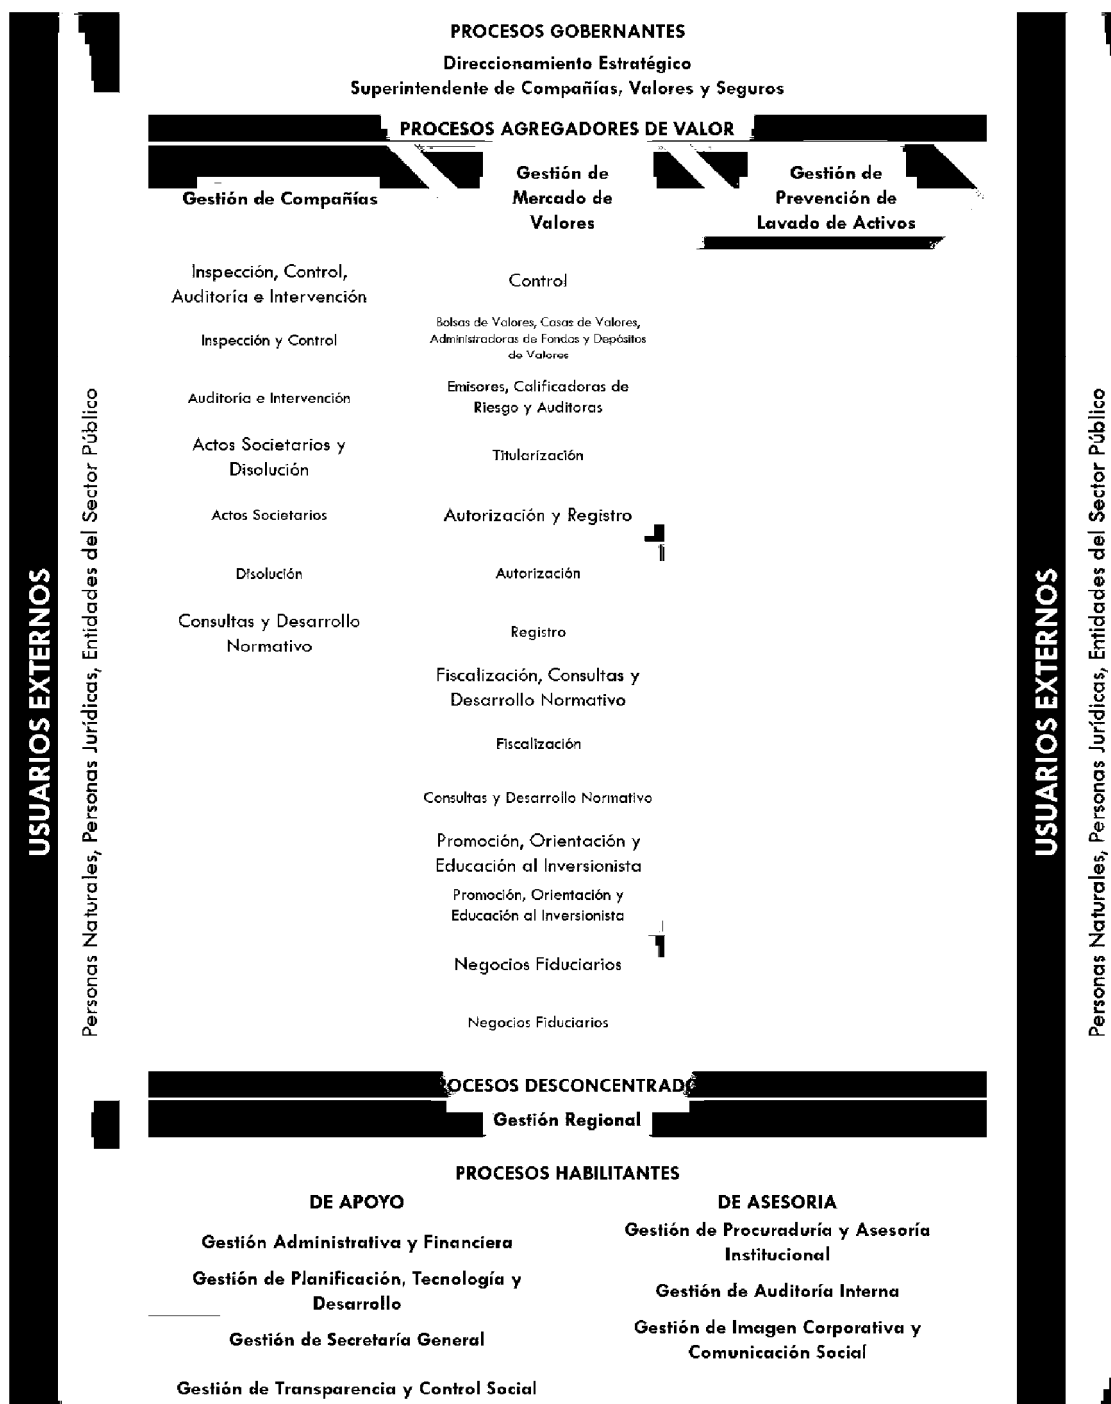 PROCESOS GOBERNANTES
Direccionamiento Estratégico
Superintendente de Compañías, Valores y Seguros
PROCESOS AGREGADORES DE VALOR
Gestión de Compañías
Inspección, Control,
Auditoría e Intervención
Inspección y Control
Auditoría e Intervención
Actos Societarios y
Disolución
Actos Societarios
Disolución
Consultas y Desarrollo
Normativo
Gestión de
Mercado de
Valores
Control
Bolsas de Valores, Casas de Valores,
Administradoras de Fondos y Depósitos
de Valores
Emisores, Calificadoras de
Riesgo y Auditoras
Titularización
Autorización y Registro
Autorización
Registro
Fiscalización, Consultas y
Desarrollo Normativo
Fiscalización
Consultas y Desarrollo Normativo
Promoción, Orientación y
Educación al Inversionista
Promoción, Orientación y
Educación al Inversionista
Negocios Fiduciarios
Negocios Fiduciarios
Gestión de
Prevención de
Lavado de Activos
OCESOS DESCONCENTRADO
Gestión Regional
PROCESOS HABILITANTES
DE APOYO
Gestión Administrativa y Financiera
Gestión de Planificación, Tecnología y
Desarrollo
Gestión de Secretaría General
Gestión de Transparencia y Control Social
DE ASESORIA
Gestión de Procuraduría y Asesoría
Institucional
Gestión de Auditoría Interna
Gestión de Imagen Corporativa y
Comunicación Social
USUARIOS EXTERNOS
Personas Naturales, Personas Jurídicas, Entidades del Sector Público
USUARIOS EXTERNOS
Personas Naturales, Personas Jurídicas, Entidades del Sector Público